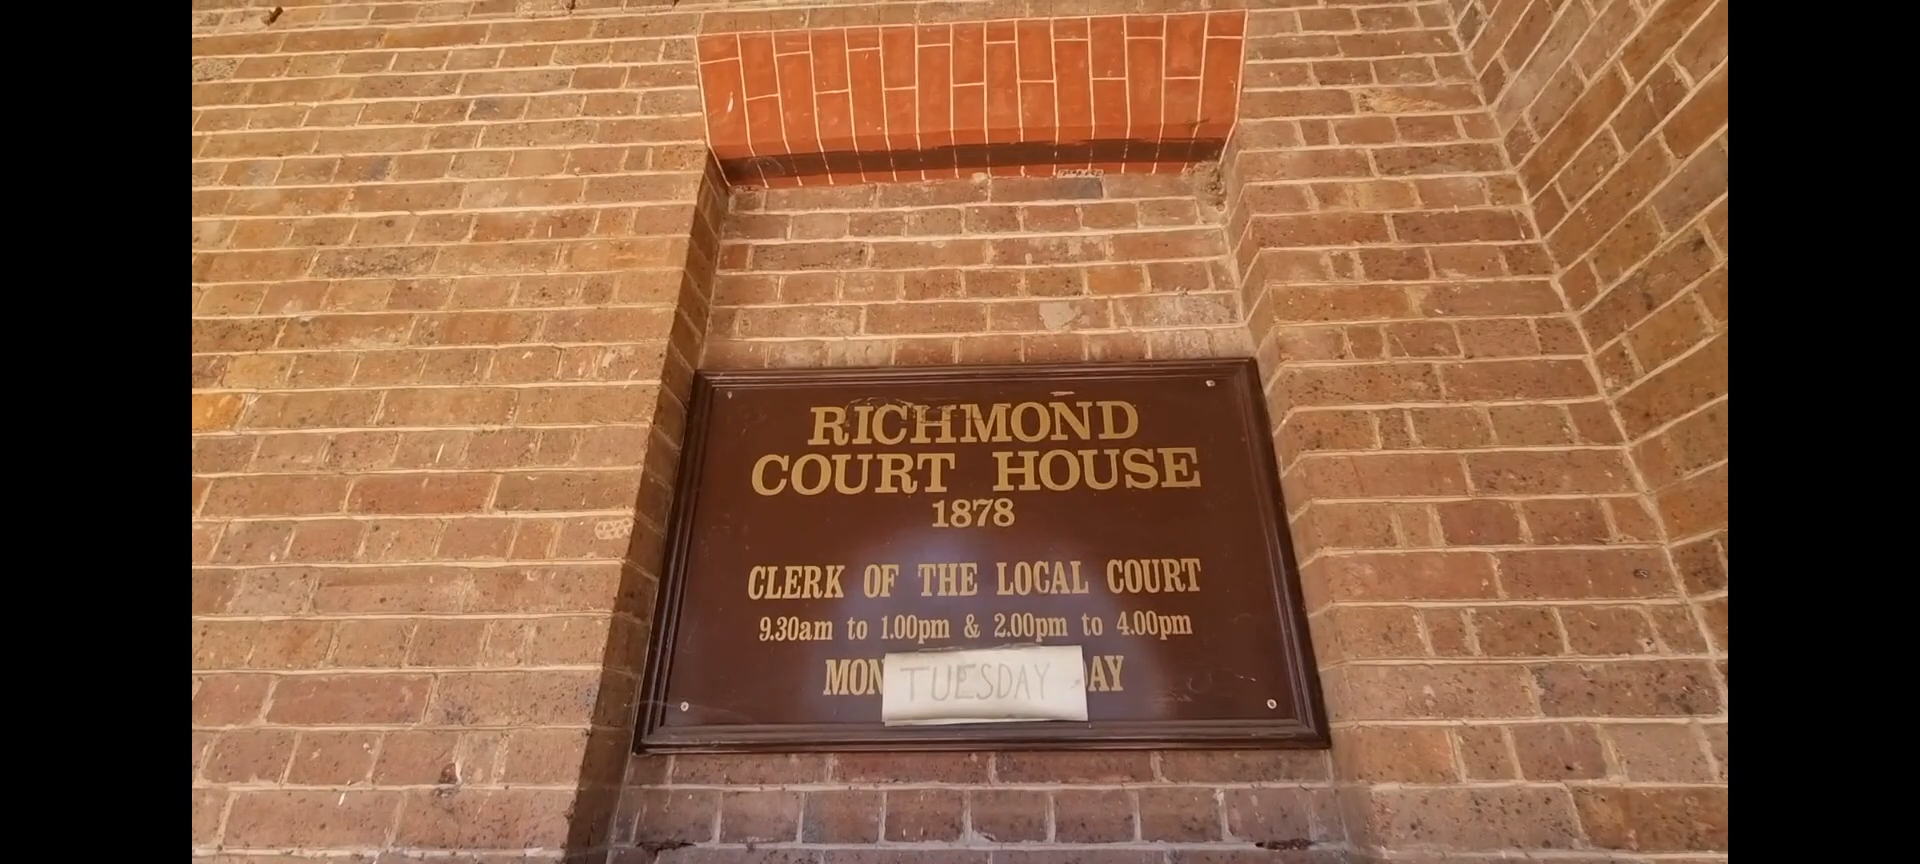 RICHMOND
COURT HOUSE
1878
CLERK OF THE LOCAL COURT
9.30am to 1.00pm & 2.00pm to 4.00pm
MON TUESDAY DAY